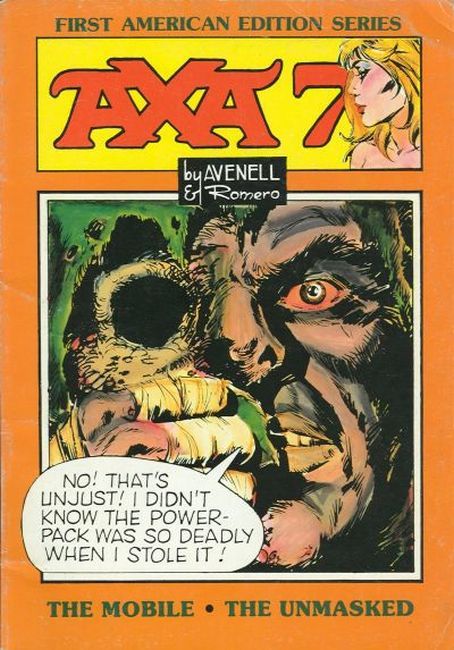 FIRST AMERICAN EDITION SERIES
AXA 7
by AVENELL
& Romero
NO! THAT'S
UNJUST! I DIDN'T
KNOW THE POWER-
PACK WAS SO DEADLY
WHEN I STOLE IT!
THE MOBILE • THE UNMASKED